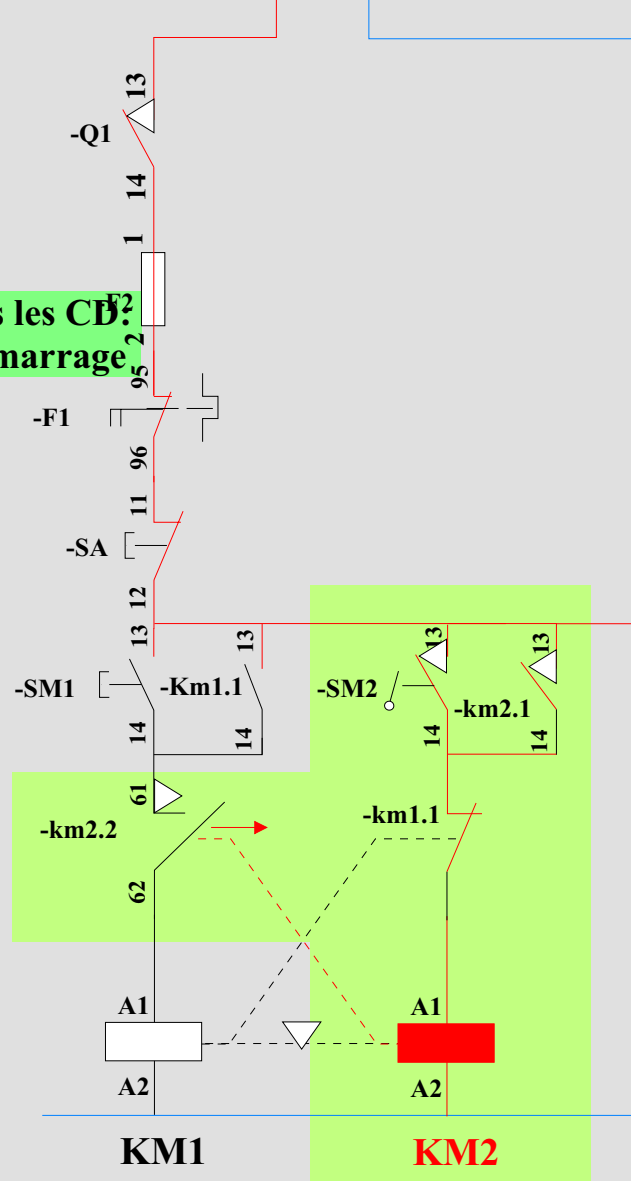 13
-Q1
14
1
s les CD:
F2
marrage
2
95
-F1
96
11
-SA
12
13
13
13
13
-SM1
-Km1.1
-SM2
-km2.1
14
14
14
14
61
-km2.2
-km1.1
62
A1
A1
A2
A2
KM1
KM2